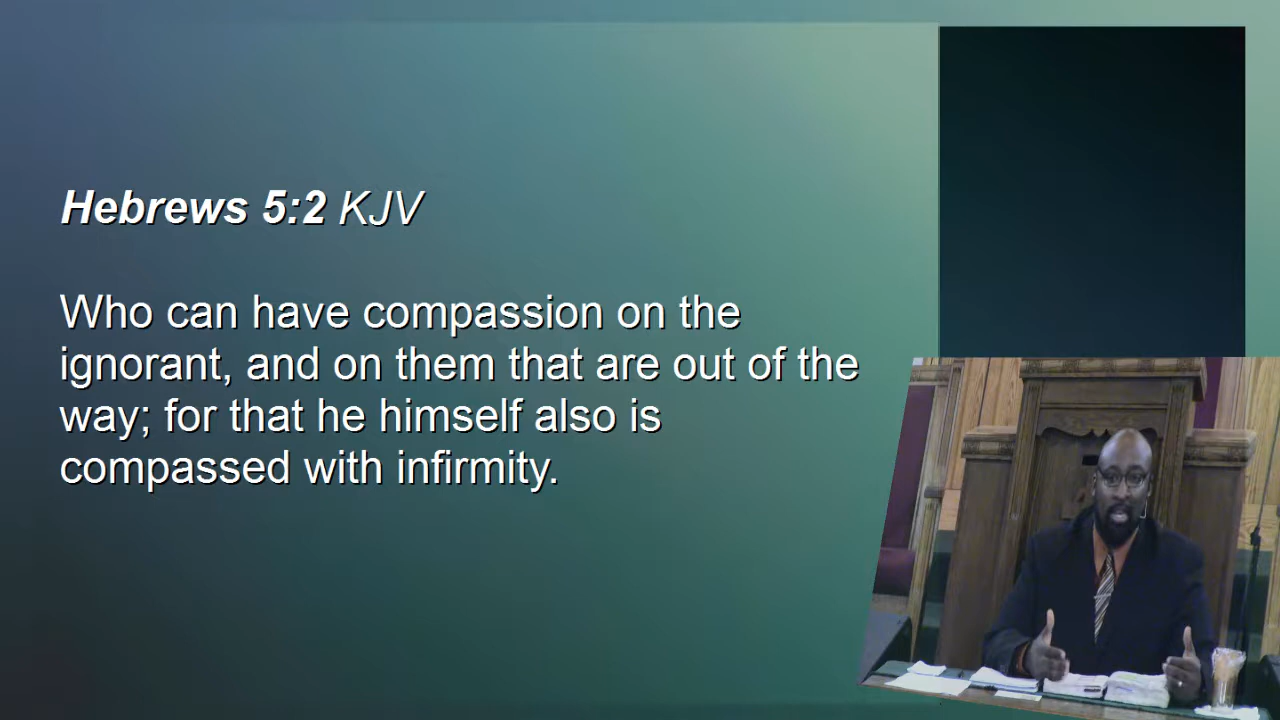 Hebrews 5:2 KJV
Who can have compassion on the
ignorant, and on them that are out of the
way; for that he himself also is
compassed with infirmity.